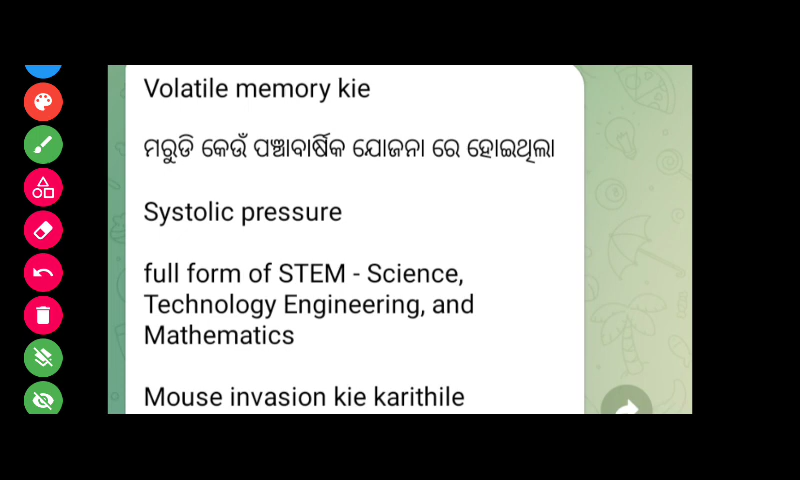 Volatile memory kie
ମରୁଡି କେଉଁ ପଞ୍ଚାବାର୍ଷିକ ଯୋଜନା ରେ ହୋଇଥିଲା
Systolic pressure
full form of STEM - Science,
Technology Engineering, and
Mathematics
Mouse invasion kie karithile